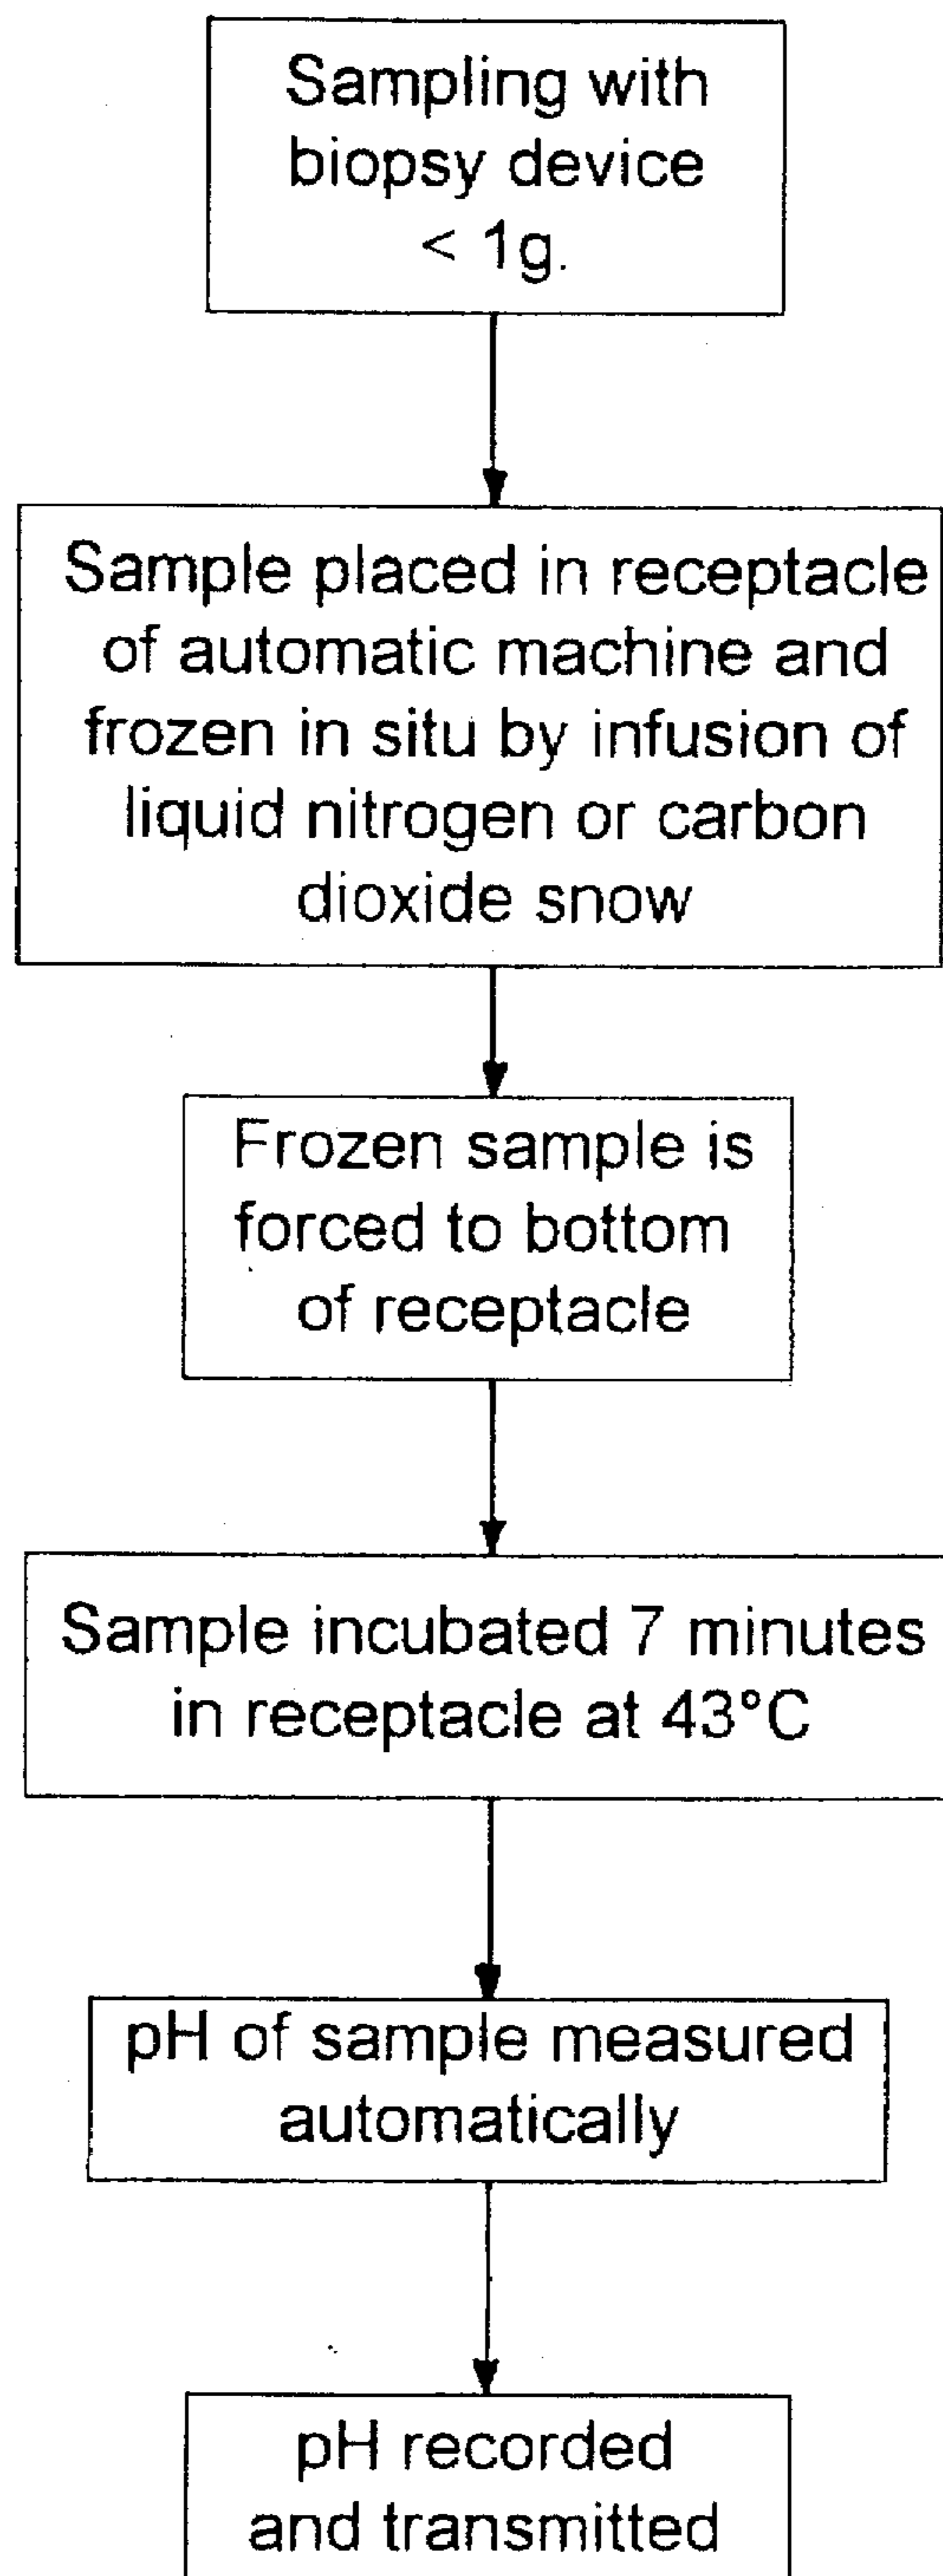 Sampling with
biopsy device
< 1g.
Sample placed in receptacle
of automatic machine and
frozen in situ by infusion of
liquid nitrogen or carbon
dioxide snow
Frozen sample is
forced to bottom
of receptacle
Sample incubated 7 minutes
in receptacle at 43°C
pH of sample measured
automatically
pH recorded
and transmitted